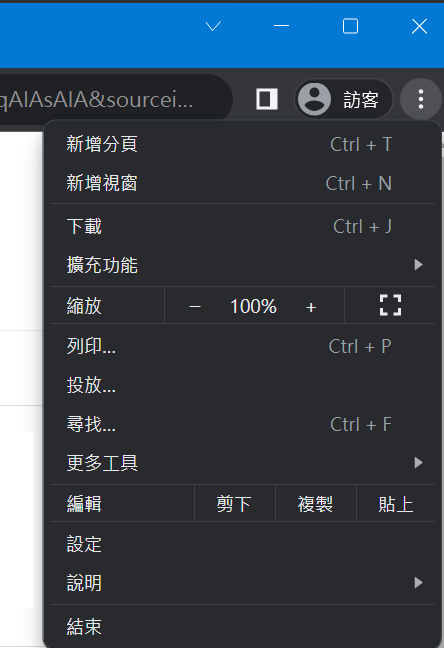 qAIAsAIA&sourcei...
訪客
新增分頁 Ctrl + T
新增視窗 Ctrl + N
下載 Ctrl + J
擴充功能
縮放 − 100% +
列印... Ctrl + P
投放...
尋找... Ctrl + F
更多工具
編輯 剪下 複製 貼上
設定
說明
結束